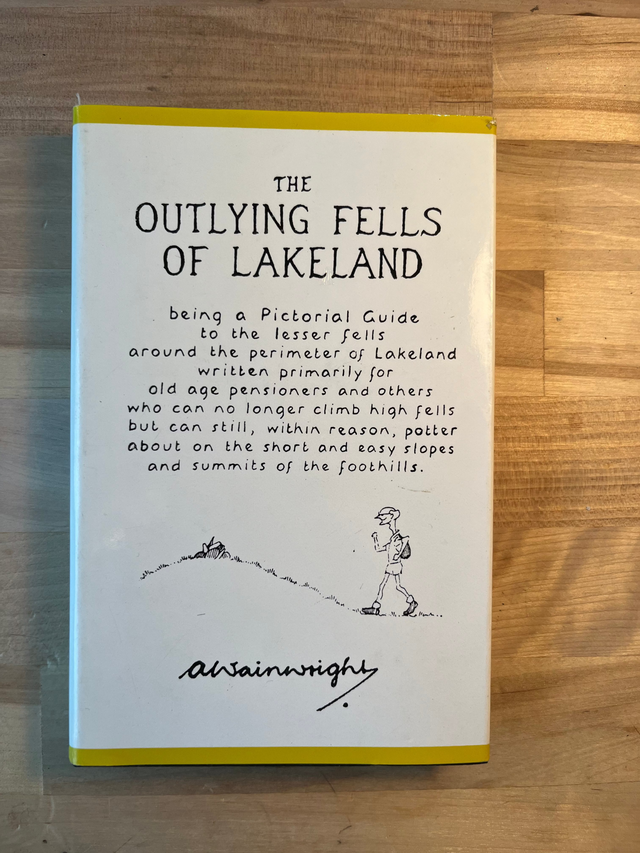 THE
OUTLYING FELLS
OF LAKELAND
being a Pictorial Guide
to the lesser fells
around the perimeter of Lakeland
written primarily for
old age pensioners and others
who can no longer climb high fells
but can still, within reason, potter
about on the short and easy slopes
and summits of the foothills.
AWainwright